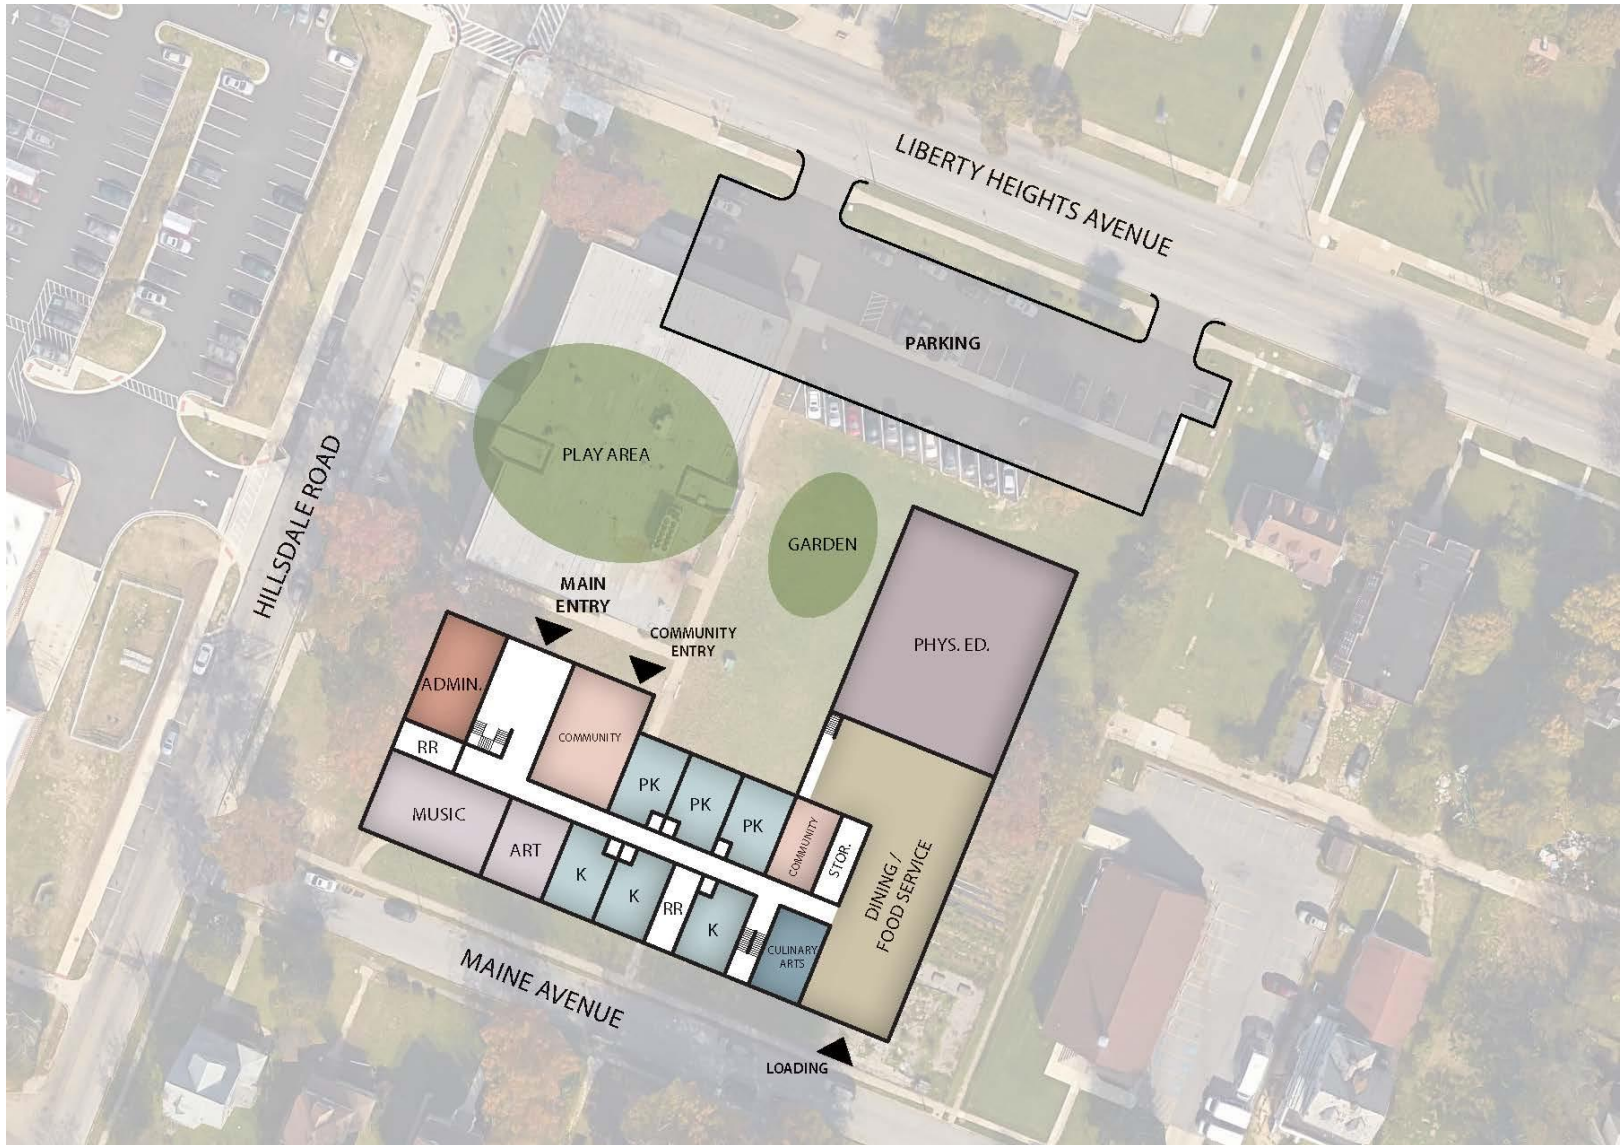 LIBERTY HEIGHTS AVENUE
PARKING
PLAY AREA
HILLSDALE ROAD
GARDEN
MAIN
ENTRY
COMMUNITY
ENTRY
PHYS. ED.
ADMIN.
RR
COMMUNITY
PK
PK
PK
COMMUNITY
STOR.
MUSIC
ART
K
K
RR
K
CULINARY
ARTS
DINING /
FOOD SERVICE
MAINE AVENUE
LOADING